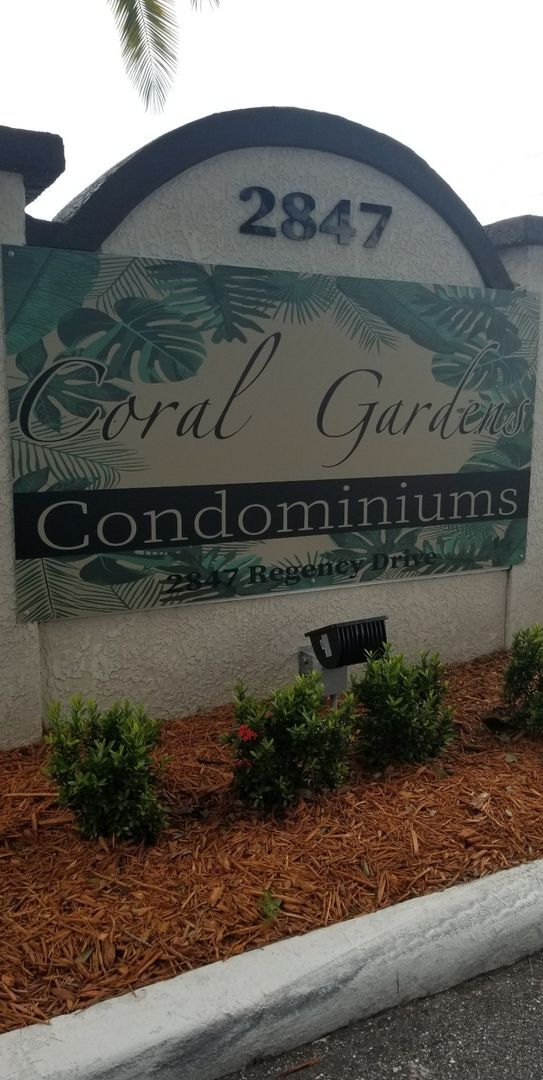 2847
Coral Gardens
Condominiums
2847 Regency Drive